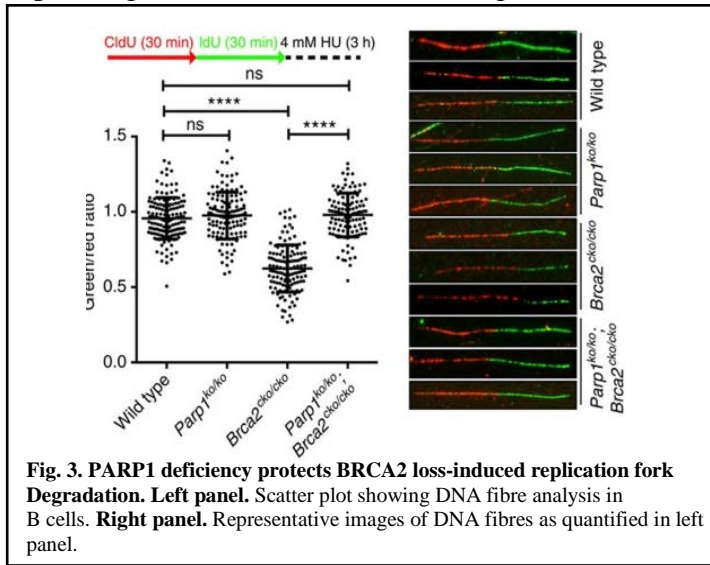 CldU (30 min) IdU (30 min) 4 mM HU (3 h)
ns
****
ns
****
1.5
1.0
0.5
0.0
Green/red ratio
Wild type
Parp1ko/ko
Brca2cko/cko
Parp1ko/ko;
Brca2cko/cko
Wild type
Parp1ko/ko
Brca2cko/cko
Parp1ko/ko;
Brca2cko/cko
Fig. 3. PARP1 deficiency protects BRCA2 loss-induced replication fork
Degradation. Left panel. Scatter plot showing DNA fibre analysis in
B cells. Right panel. Representative images of DNA fibres as quantified in left
panel.